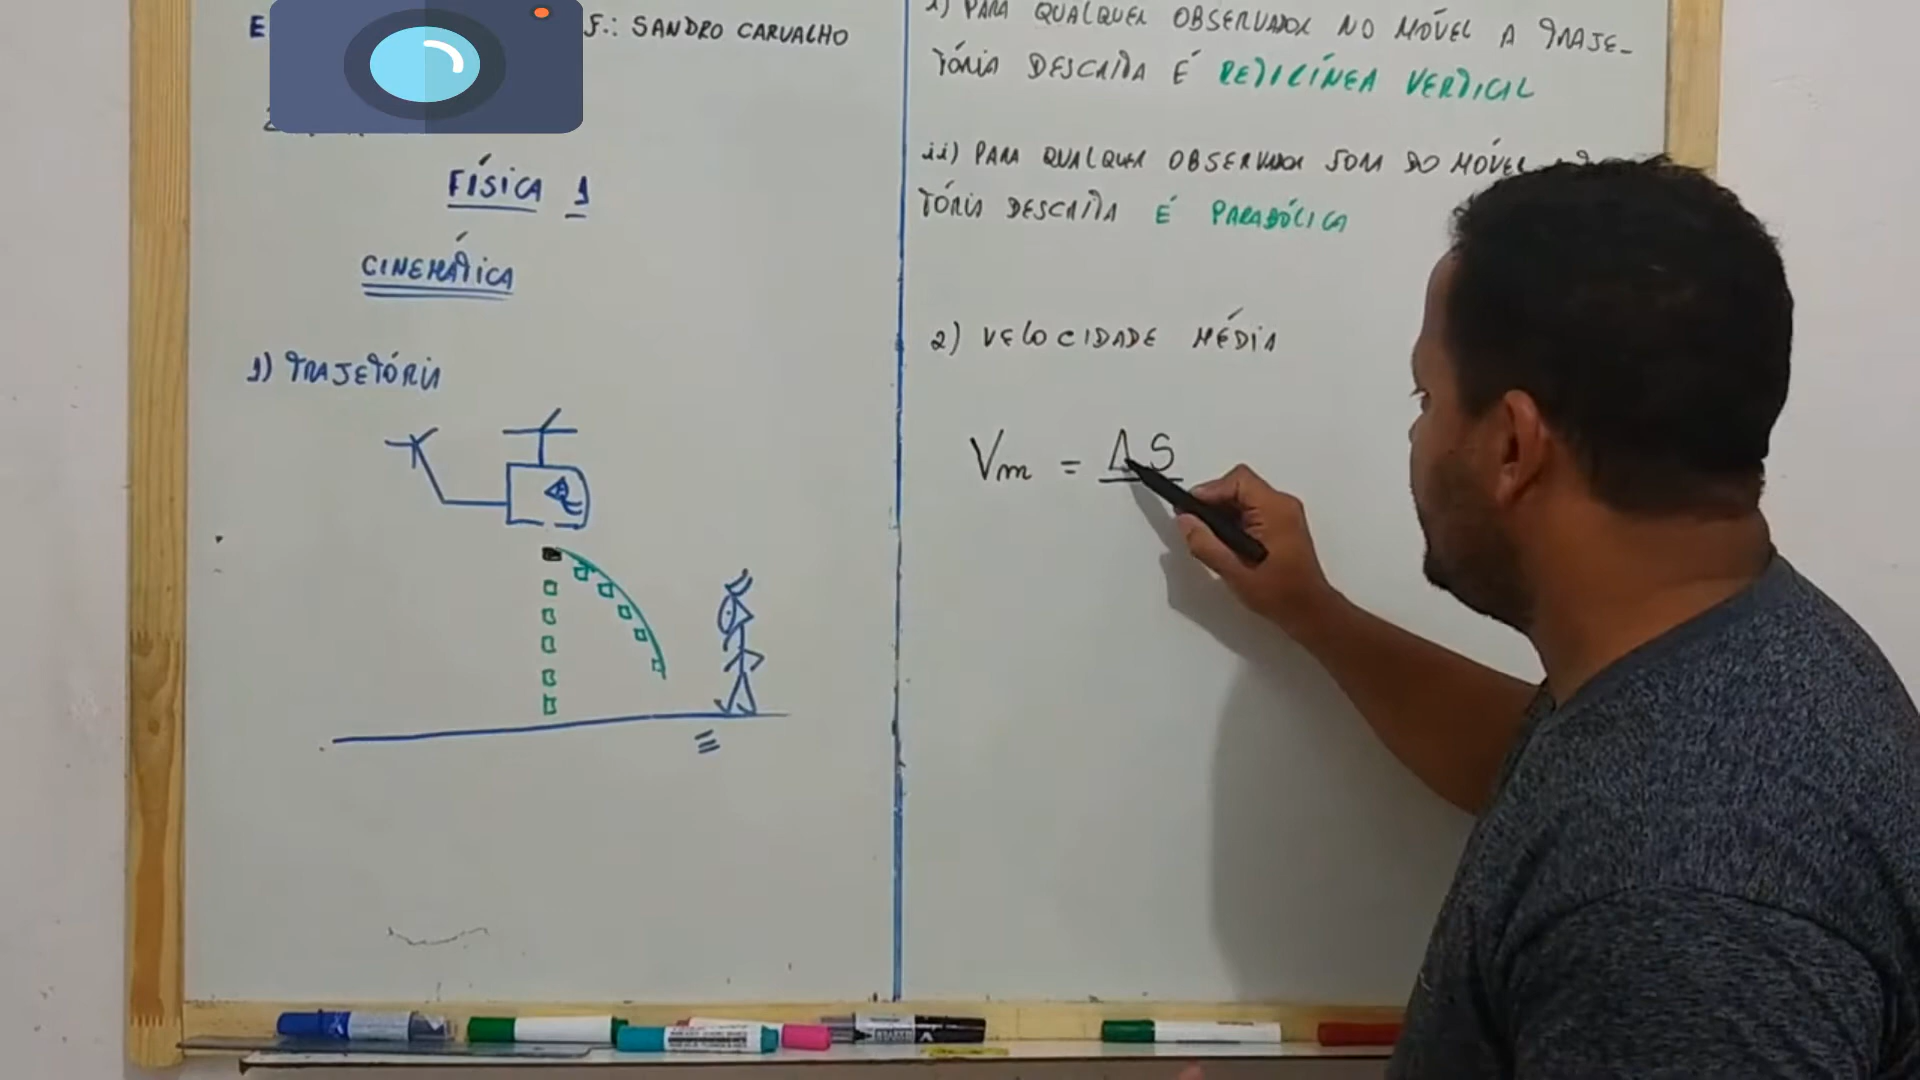 F.: SANDRO CARVALHO
FÍSICA 1
CINEMÁTICA
1) TRAJETÓRIA
i) PARA QUALQUER OBSERVADOR NO MÓVEL A TRAJE-
TÓRIA DESCRITA É RETILÍNEA VERTICAL
ii) PARA QUALQUER OBSERVADOR FORA DO MÓVEL
TÓRIA DESCRITA É PARABÓLICA
2) VELOCIDADE MÉDIA
Vm = ΔS